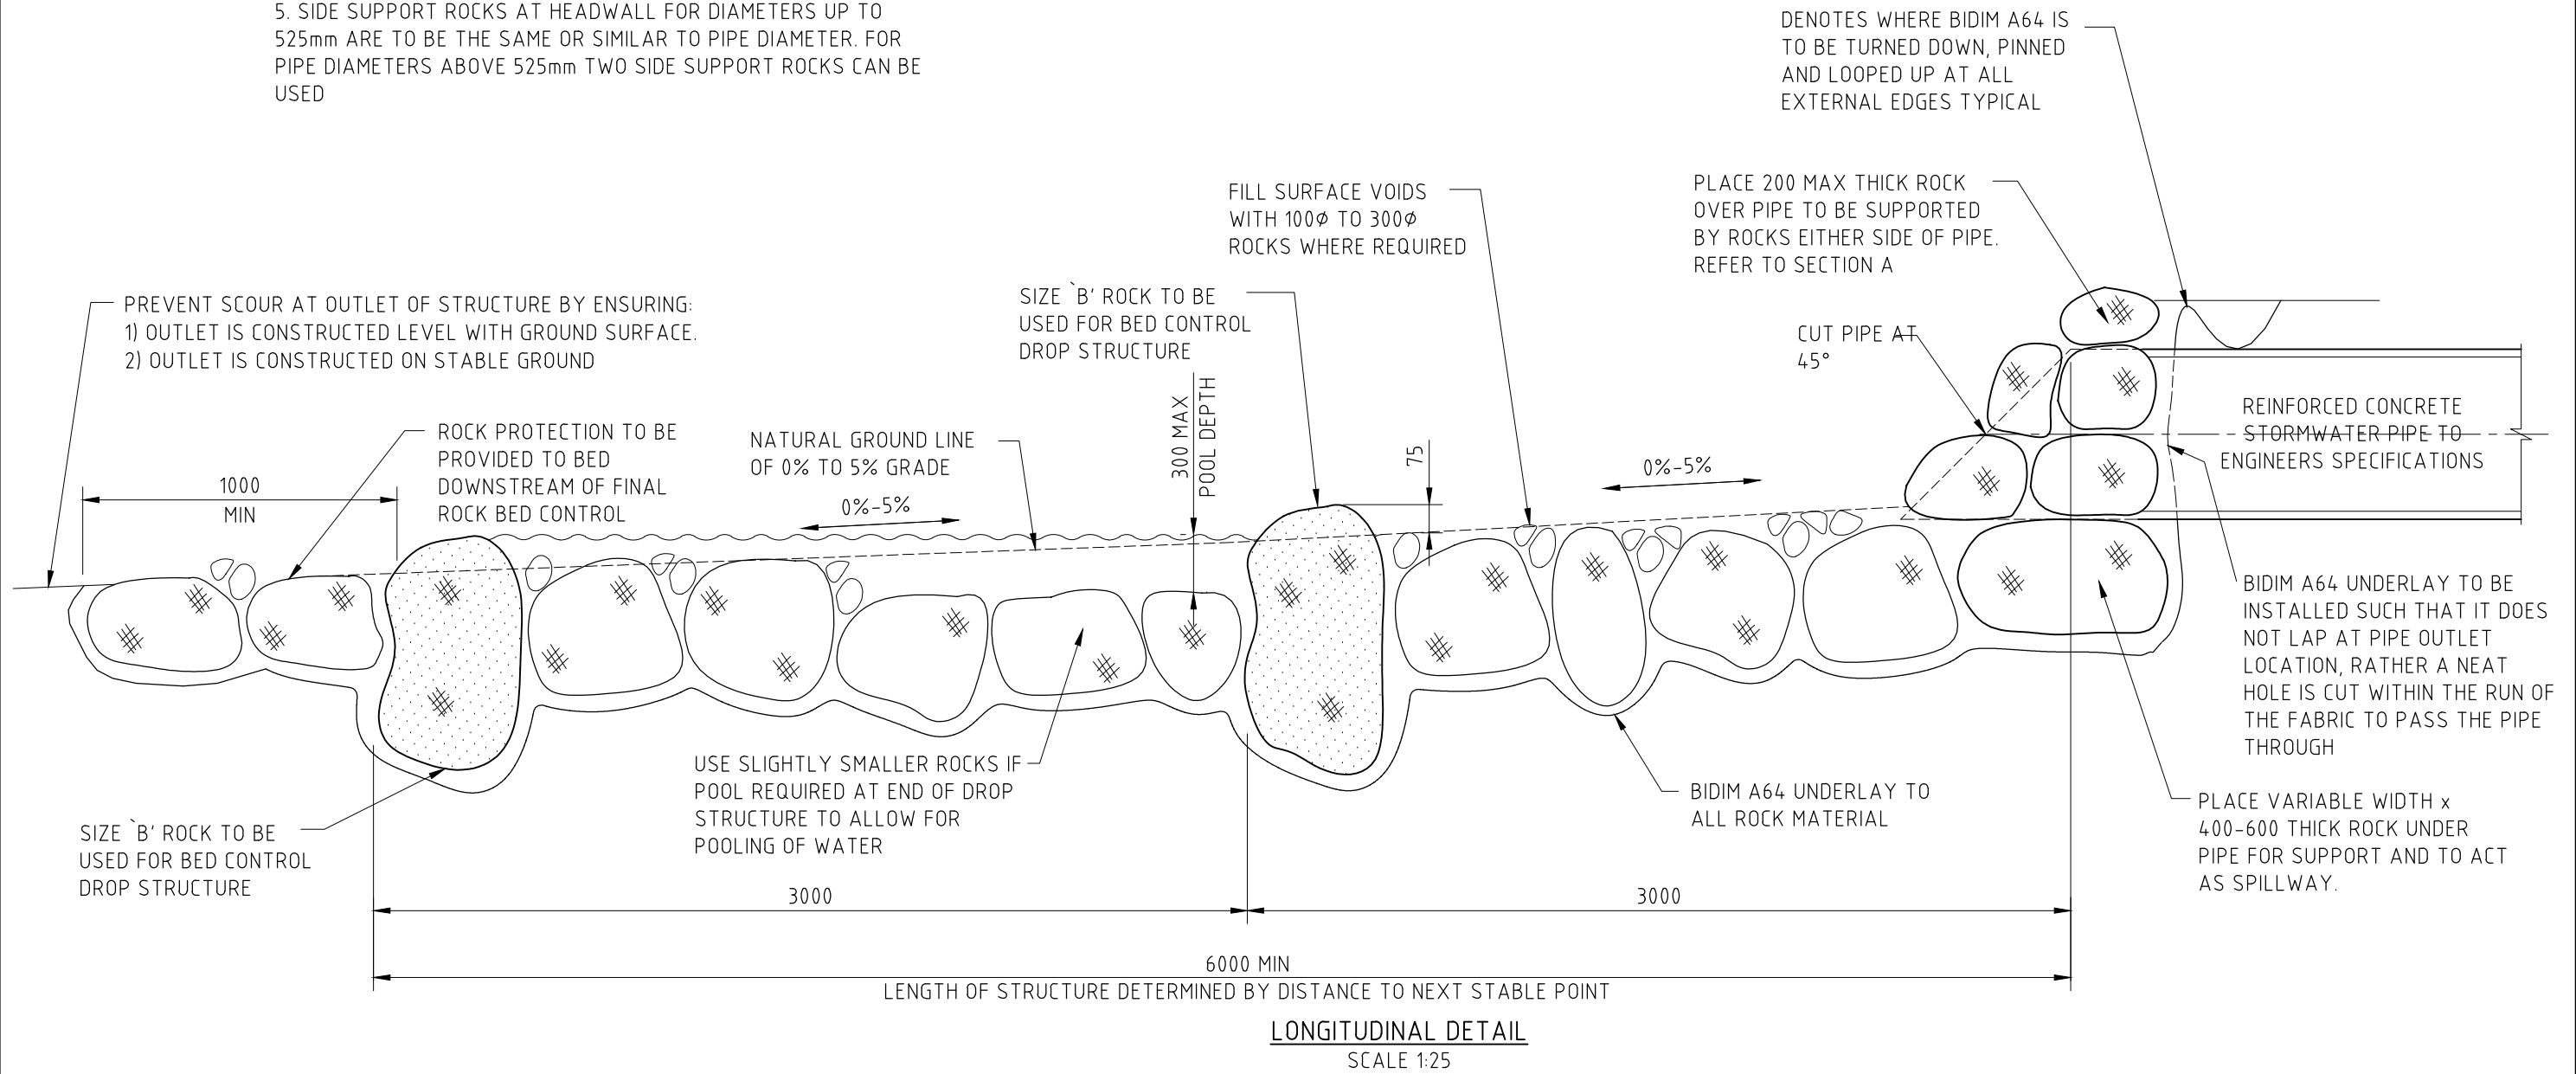 5. SIDE SUPPORT ROCKS AT HEADWALL FOR DIAMETERS UP TO
525mm ARE TO BE THE SAME OR SIMILAR TO PIPE DIAMETER. FOR
PIPE DIAMETERS ABOVE 525mm TWO SIDE SUPPORT ROCKS CAN BE
USED
DENOTES WHERE BIDIM A64 IS
TO BE TURNED DOWN, PINNED
AND LOOPED UP AT ALL
EXTERNAL EDGES TYPICAL
FILL SURFACE VOIDS
WITH 100Ø TO 300Ø
ROCKS WHERE REQUIRED
PLACE 200 MAX THICK ROCK
OVER PIPE TO BE SUPPORTED
BY ROCKS EITHER SIDE OF PIPE.
REFER TO SECTION A
PREVENT SCOUR AT OUTLET OF STRUCTURE BY ENSURING:
1) OUTLET IS CONSTRUCTED LEVEL WITH GROUND SURFACE.
2) OUTLET IS CONSTRUCTED ON STABLE GROUND
SIZE `B' ROCK TO BE
USED FOR BED CONTROL
DROP STRUCTURE
CUT PIPE AT
45°
ROCK PROTECTION TO BE
PROVIDED TO BED
DOWNSTREAM OF FINAL
ROCK BED CONTROL
NATURAL GROUND LINE
OF 0% TO 5% GRADE
300 MAX
POOL DEPTH
75
0%-5%
0%-5%
1000
MIN
REINFORCED CONCRETE
STORMWATER PIPE TO
ENGINEERS SPECIFICATIONS
BIDIM A64 UNDERLAY TO BE
INSTALLED SUCH THAT IT DOES
NOT LAP AT PIPE OUTLET
LOCATION, RATHER A NEAT
HOLE IS CUT WITHIN THE RUN OF
THE FABRIC TO PASS THE PIPE
THROUGH
USE SLIGHTLY SMALLER ROCKS IF
POOL REQUIRED AT END OF DROP
STRUCTURE TO ALLOW FOR
POOLING OF WATER
BIDIM A64 UNDERLAY TO
ALL ROCK MATERIAL
PLACE VARIABLE WIDTH x
400-600 THICK ROCK UNDER
PIPE FOR SUPPORT AND TO ACT
AS SPILLWAY.
SIZE `B' ROCK TO BE
USED FOR BED CONTROL
DROP STRUCTURE
3000
3000
6000 MIN
LENGTH OF STRUCTURE DETERMINED BY DISTANCE TO NEXT STABLE POINT
LONGITUDINAL DETAIL
SCALE 1:25